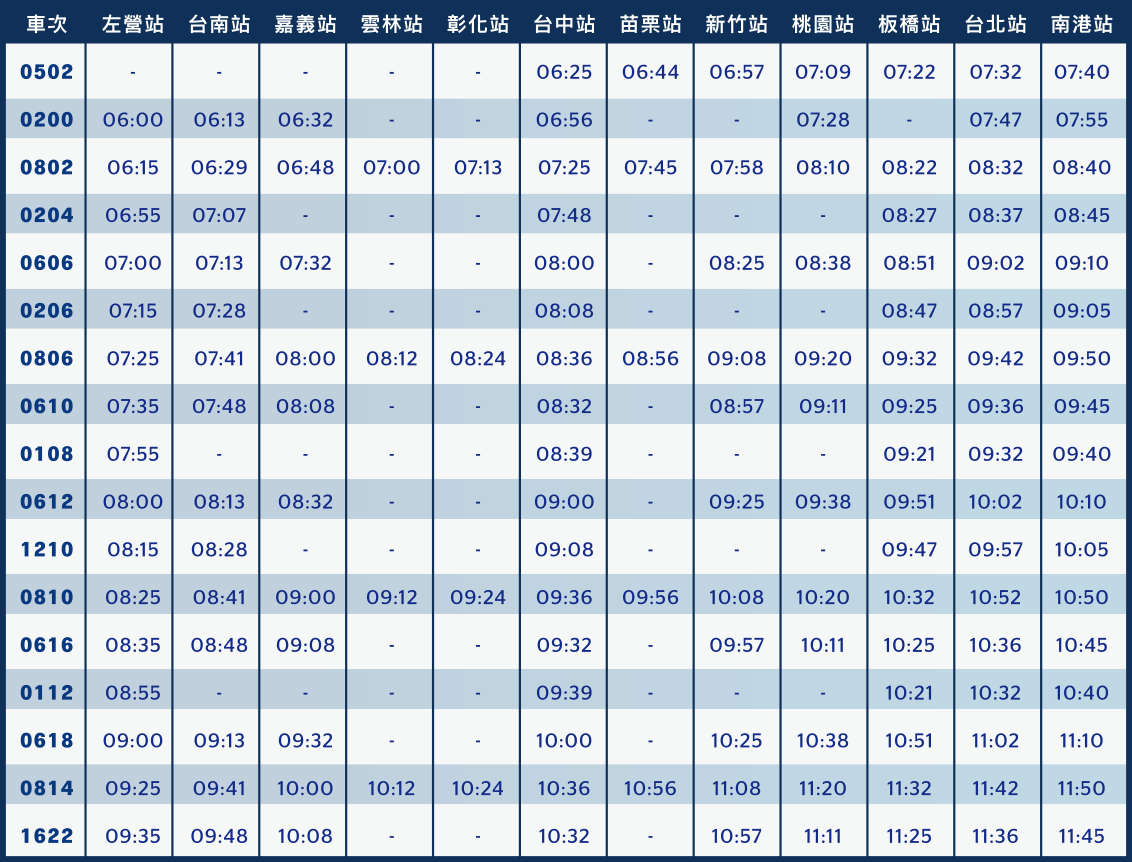 車次 左營站 台南站 嘉義站 雲林站 彰化站 台中站 苗栗站 新竹站 桃園站 板橋站 台北站 南港站
0502 - - - - - 06:25 06:44 06:57 07:09 07:22 07:32 07:40
0200 06:00 06:13 06:32 - - 06:56 - - 07:28 - 07:47 07:55
0802 06:15 06:29 06:48 07:00 07:13 07:25 07:45 07:58 08:10 08:22 08:32 08:40
0204 06:55 07:07 - - - 07:48 - - - 08:27 08:37 08:45
0606 07:00 07:13 07:32 - - 08:00 - 08:25 08:38 08:51 09:02 09:10
0206 07:15 07:28 - - - 08:08 - - - 08:47 08:57 09:05
0806 07:25 07:41 08:00 08:12 08:24 08:36 08:56 09:08 09:20 09:32 09:42 09:50
0610 07:35 07:48 08:08 - - 08:32 - 08:57 09:11 09:25 09:36 09:45
0108 07:55 - - - - 08:39 - - - 09:21 09:32 09:40
0612 08:00 08:13 08:32 - - 09:00 - 09:25 09:38 09:51 10:02 10:10
1210 08:15 08:28 - - - 09:08 - - - 09:47 09:57 10:05
0810 08:25 08:41 09:00 09:12 09:24 09:36 09:56 10:08 10:20 10:32 10:52 10:50
0616 08:35 08:48 09:08 - - 09:32 - 09:57 10:11 10:25 10:36 10:45
0112 08:55 - - - - 09:39 - - - 10:21 10:32 10:40
0618 09:00 09:13 09:32 - - 10:00 - 10:25 10:38 10:51 11:02 11:10
0814 09:25 09:41 10:00 10:12 10:24 10:36 10:56 11:08 11:20 11:32 11:42 11:50
1622 09:35 09:48 10:08 - - 10:32 - 10:57 11:11 11:25 11:36 11:45